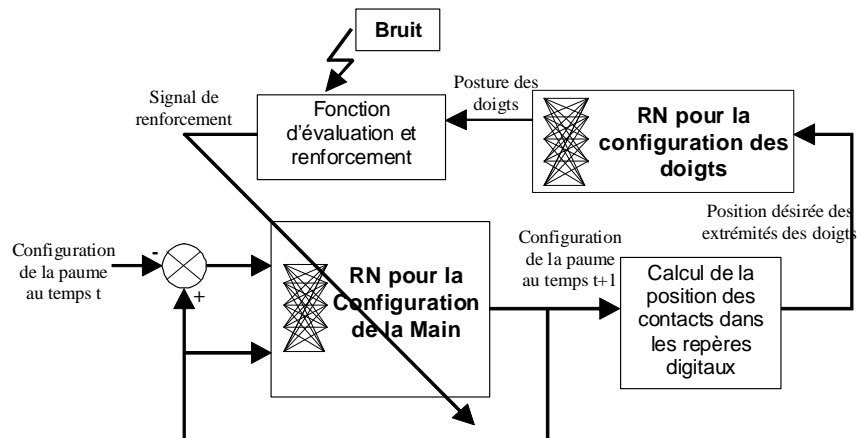 Bruit
Signal de
renforcement
Fonction
d'évaluation et
renforcement
Posture des
doigts
RN pour la
configuration des
doigts
Position désirée des
extrémités des doigts
Configuration
de la paume
au temps t
-
+
RN pour la
Configuration
de la Main
Configuration
de la paume
au temps t+1
Calcul de la
position des
contacts dans
les repères
digitaux